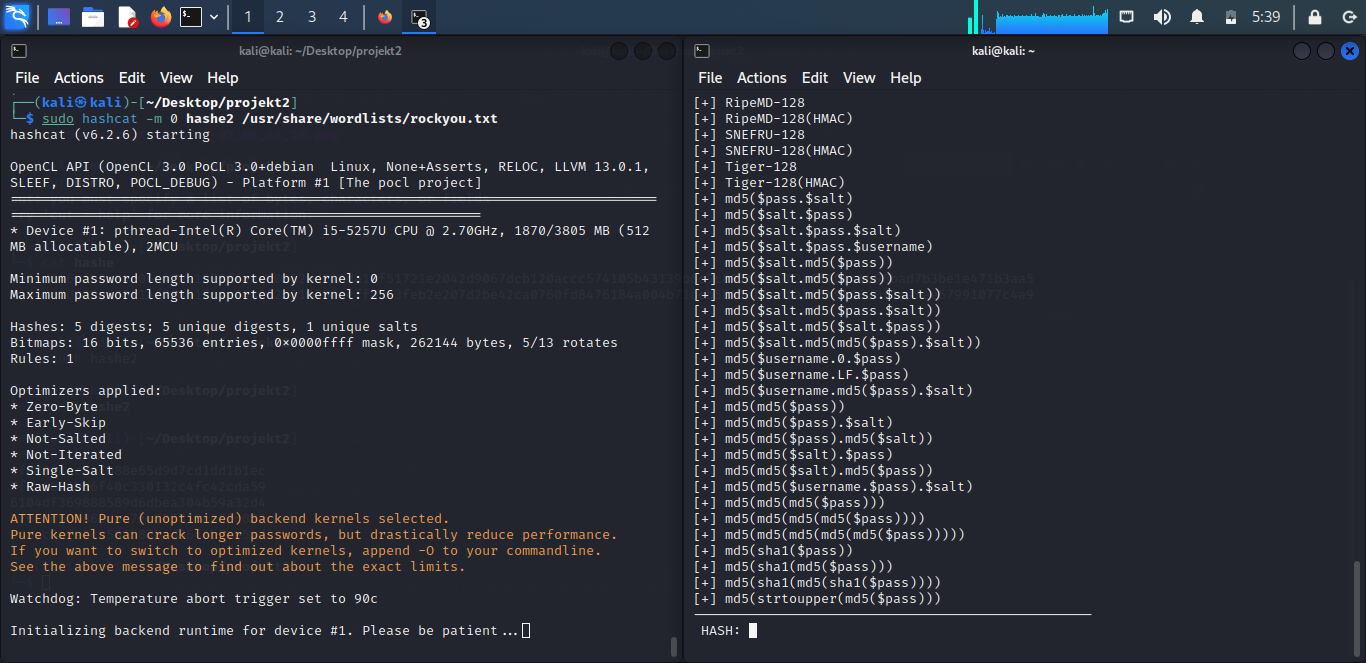 1 2 3 4 3 5:39
kali@kali: ~/Desktop/projekt2
File Actions Edit View Help
┌──(kali㉿kali)-[~/Desktop/projekt2]
└─$ sudo hashcat -m 0 hashe2 /usr/share/wordlists/rockyou.txt
hashcat (v6.2.6) starting
OpenCL API (OpenCL 3.0 PoCL 3.0+debian  Linux, None+Asserts, RELOC, LLVM 13.0.1,
SLEEF, DISTRO, POCL_DEBUG) - Platform #1 [The pocl project]
* Device #1: pthread-Intel(R) Core(TM) i5-5257U CPU @ 2.70GHz, 1870/3805 MB (512
MB allocatable), 2MCU
Minimum password length supported by kernel: 0
Maximum password length supported by kernel: 256
Hashes: 5 digests; 5 unique digests, 1 unique salts
Bitmaps: 16 bits, 65536 entries, 0×0000ffff mask, 262144 bytes, 5/13 rotates
Rules: 1
Optimizers applied:
* Zero-Byte
* Early-Skip
* Not-Salted
* Not-Iterated
* Single-Salt
* Raw-Hash
ATTENTION! Pure (unoptimized) backend kernels selected.
Pure kernels can crack longer passwords, but drastically reduce performance.
If you want to switch to optimized kernels, append -O to your commandline.
See the above message to find out about the exact limits.
Watchdog: Temperature abort trigger set to 90c
Initializing backend runtime for device #1. Please be patient...
kali@kali: ~
File Actions Edit View Help
[+] RipeMD-128
[+] RipeMD-128(HMAC)
[+] SNEFRU-128
[+] SNEFRU-128(HMAC)
[+] Tiger-128
[+] Tiger-128(HMAC)
[+] md5($pass.$salt)
[+] md5($salt.$pass)
[+] md5($salt.$pass.$salt)
[+] md5($salt.$pass.$username)
[+] md5($salt.md5($pass))
[+] md5($salt.md5($pass))
[+] md5($salt.md5($pass.$salt))
[+] md5($salt.md5($pass.$salt))
[+] md5($salt.md5($salt.$pass))
[+] md5($salt.md5(md5($pass).$salt))
[+] md5($username.0.$pass)
[+] md5($username.LF.$pass)
[+] md5($username.md5($pass).$salt)
[+] md5(md5($pass))
[+] md5(md5($pass).$salt)
[+] md5(md5($pass).md5($salt))
[+] md5(md5($salt).$pass)
[+] md5(md5($salt).md5($pass))
[+] md5(md5($username.$pass).$salt)
[+] md5(md5(md5($pass)))
[+] md5(md5(md5(md5($pass))))
[+] md5(md5(md5(md5(md5($pass)))))
[+] md5(sha1($pass))
[+] md5(sha1(md5($pass)))
[+] md5(sha1(md5(sha1($pass))))
[+] md5(strtoupper(md5($pass)))
HASH: